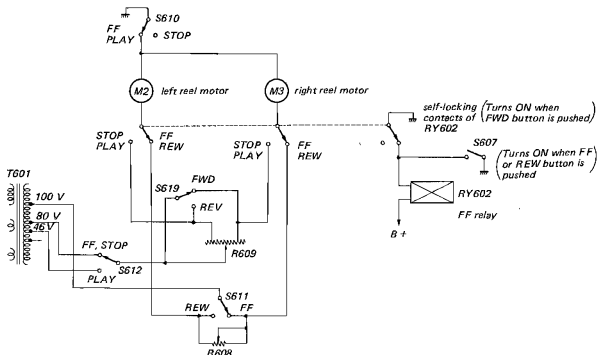 S610
FF
PLAY
STOP
M2
left reel motor
M3
right reel motor
self-locking
contacts of
RY602
(Turns ON when
FWD button is pushed)
STOP
PLAY
FF
REW
STOP
PLAY
FF
REW
S607
(Turns ON when FF
or REW button is
pushed)
RY602
FF relay
B +
T601
100 V
80 V
46V
S619
FWD
REV
R609
FF, STOP
S612
PLAY
S611
REW
FF
R608